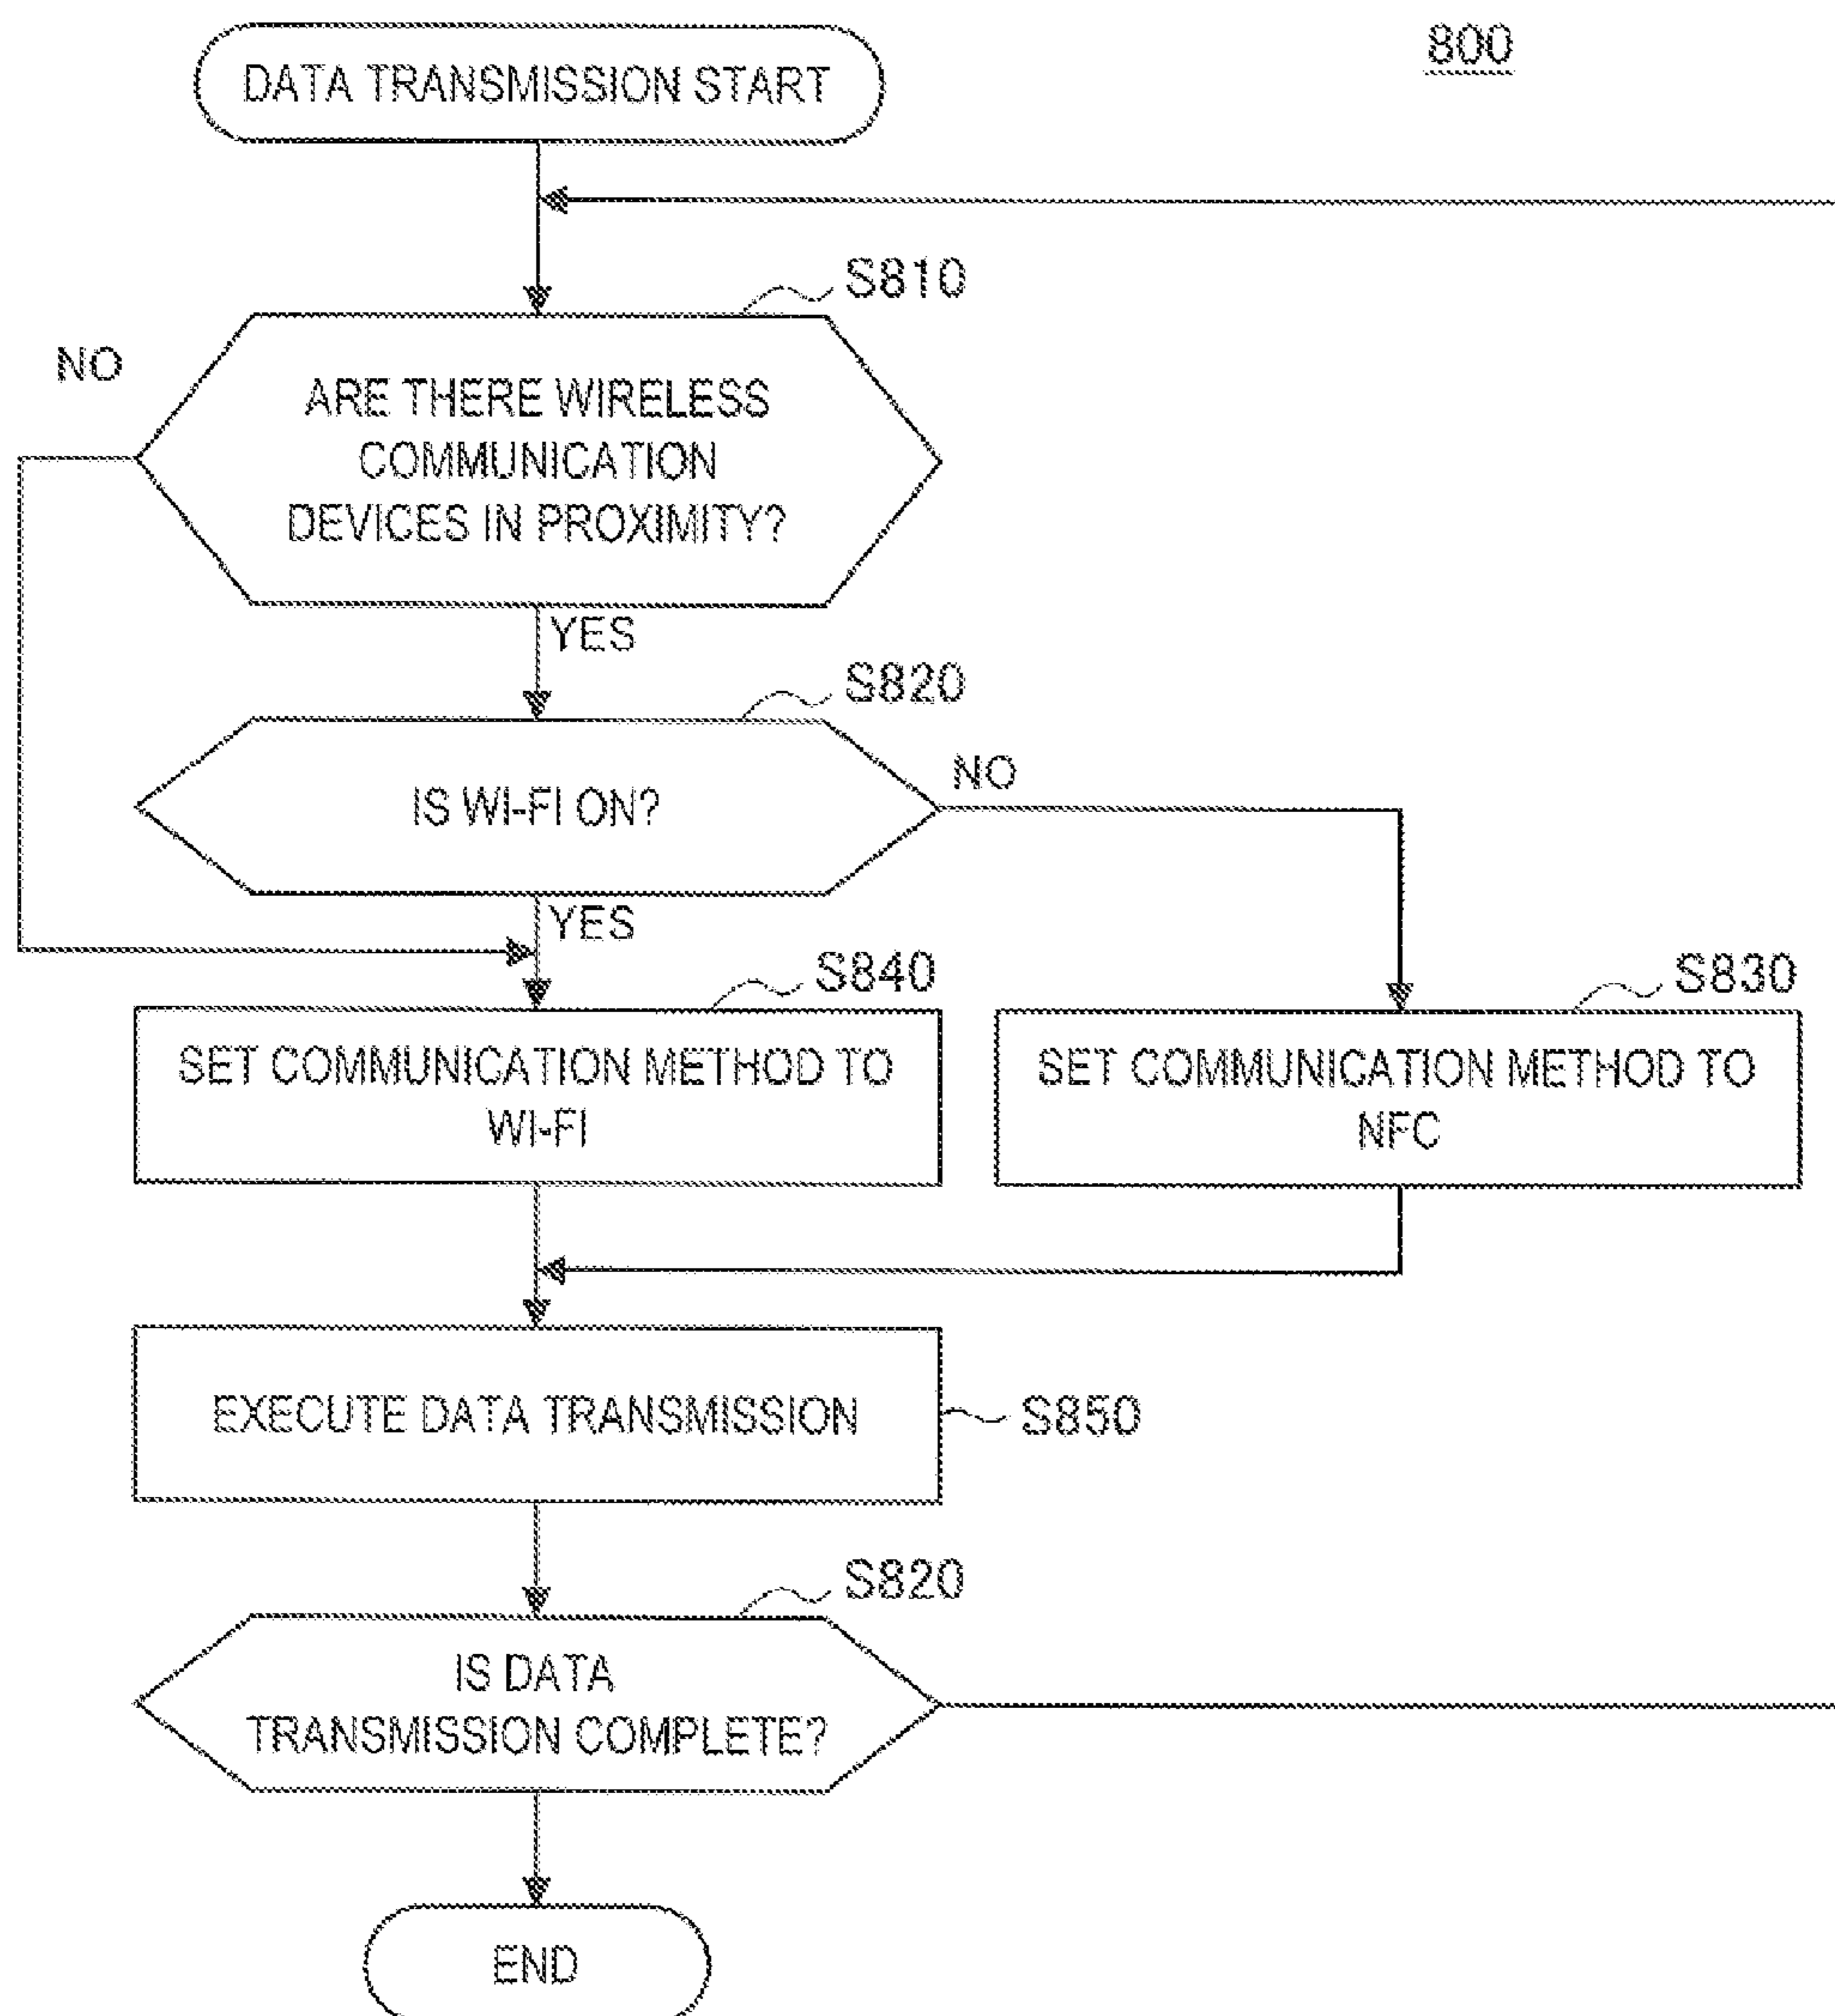 800
DATA TRANSMISSION START
S810
NO
ARE THERE WIRELESS
COMMUNICATION
DEVICES IN PROXIMITY?
YES
S820
IS WI-FI ON?
NO
YES
S840
S830
SET COMMUNICATION METHOD TO
WI-FI
SET COMMUNICATION METHOD TO
NFC
EXECUTE DATA TRANSMISSION
S850
S820
IS DATA
TRANSMISSION COMPLETE?
END